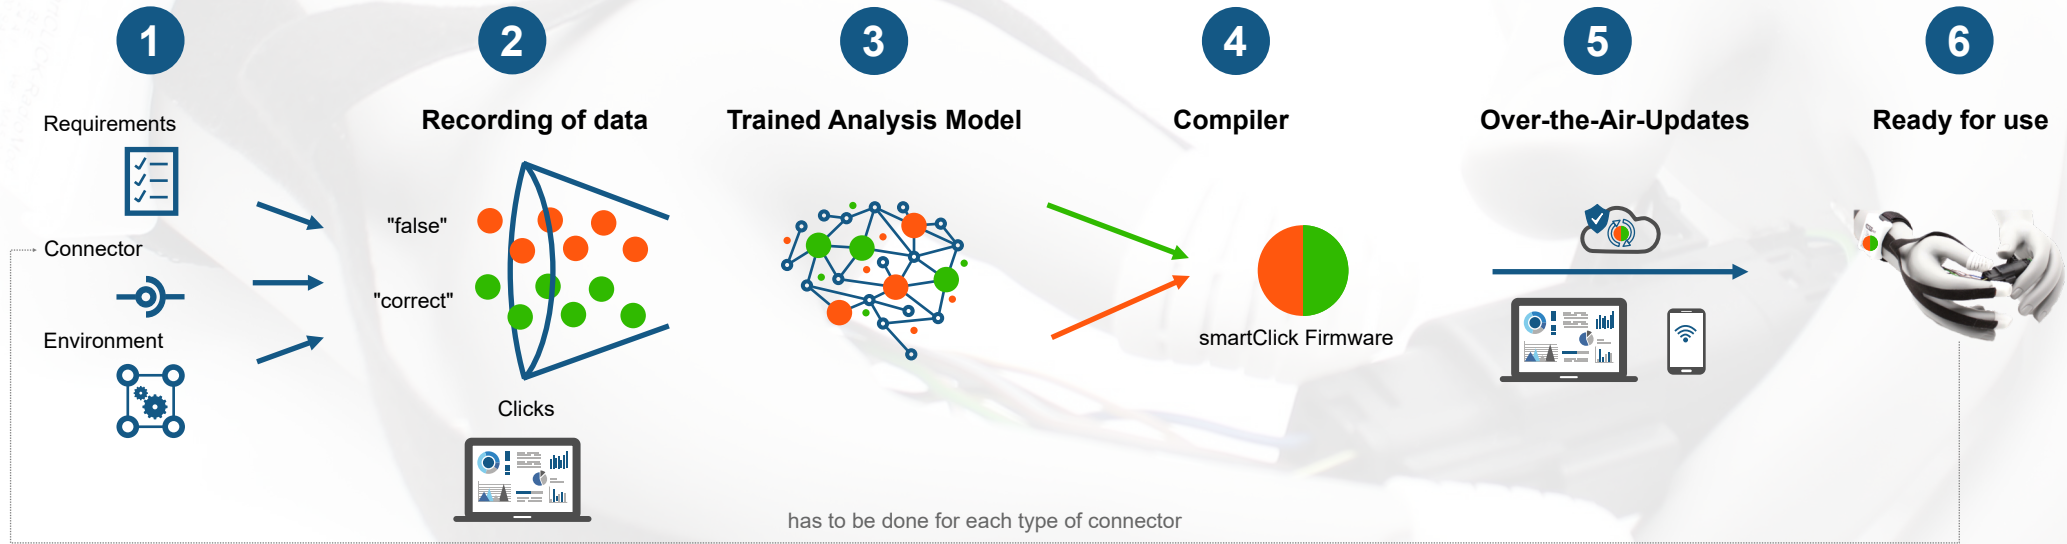 1
2
3
4
5
6
Requirements
Connector
Environment
Recording of data
"false"
"correct"
Clicks
Trained Analysis Model
Compiler
smartClick Firmware
Over-the-Air-Updates
Ready for use
has to be done for each type of connector